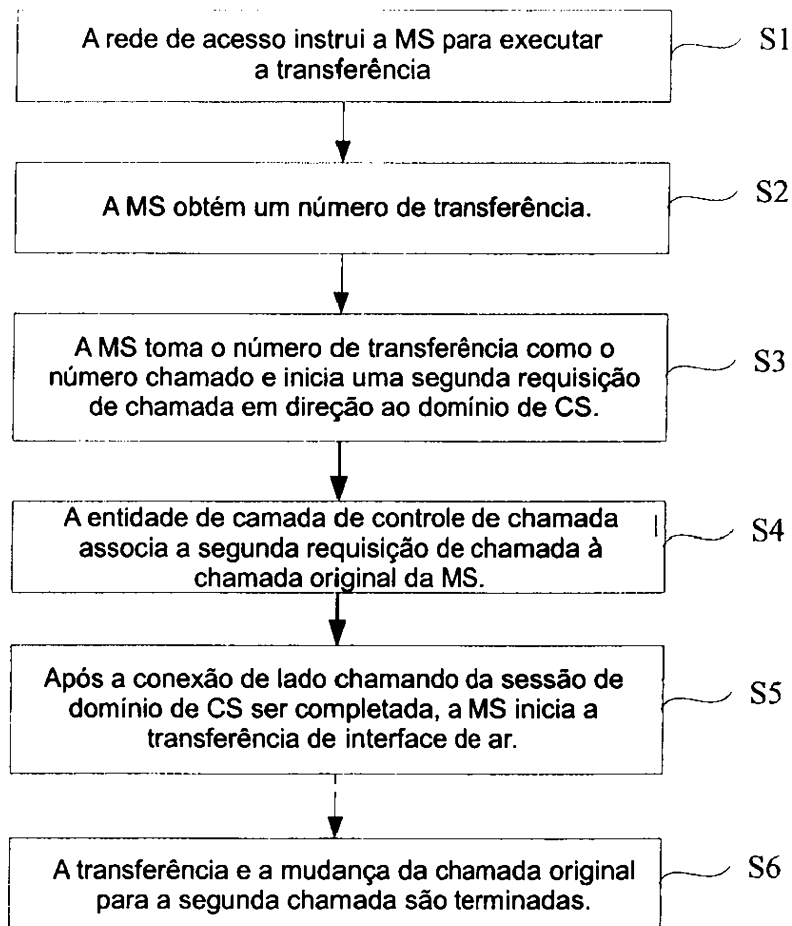 A rede de acesso instrui a MS para executar
a transferência
S1
A MS obtém um número de transferência.
S2
A MS toma o número de transferência como o
número chamado e inicia uma segunda requisição
de chamada em direção ao domínio de CS.
S3
A entidade de camada de controle de chamada
associa a segunda requisição de chamada à
chamada original da MS.
S4
Após a conexão de lado chamando da sessão de
domínio de CS ser completada, a MS inicia a
transferência de interface de ar.
S5
A transferência e a mudança da chamada original
para a segunda chamada são terminadas.
S6